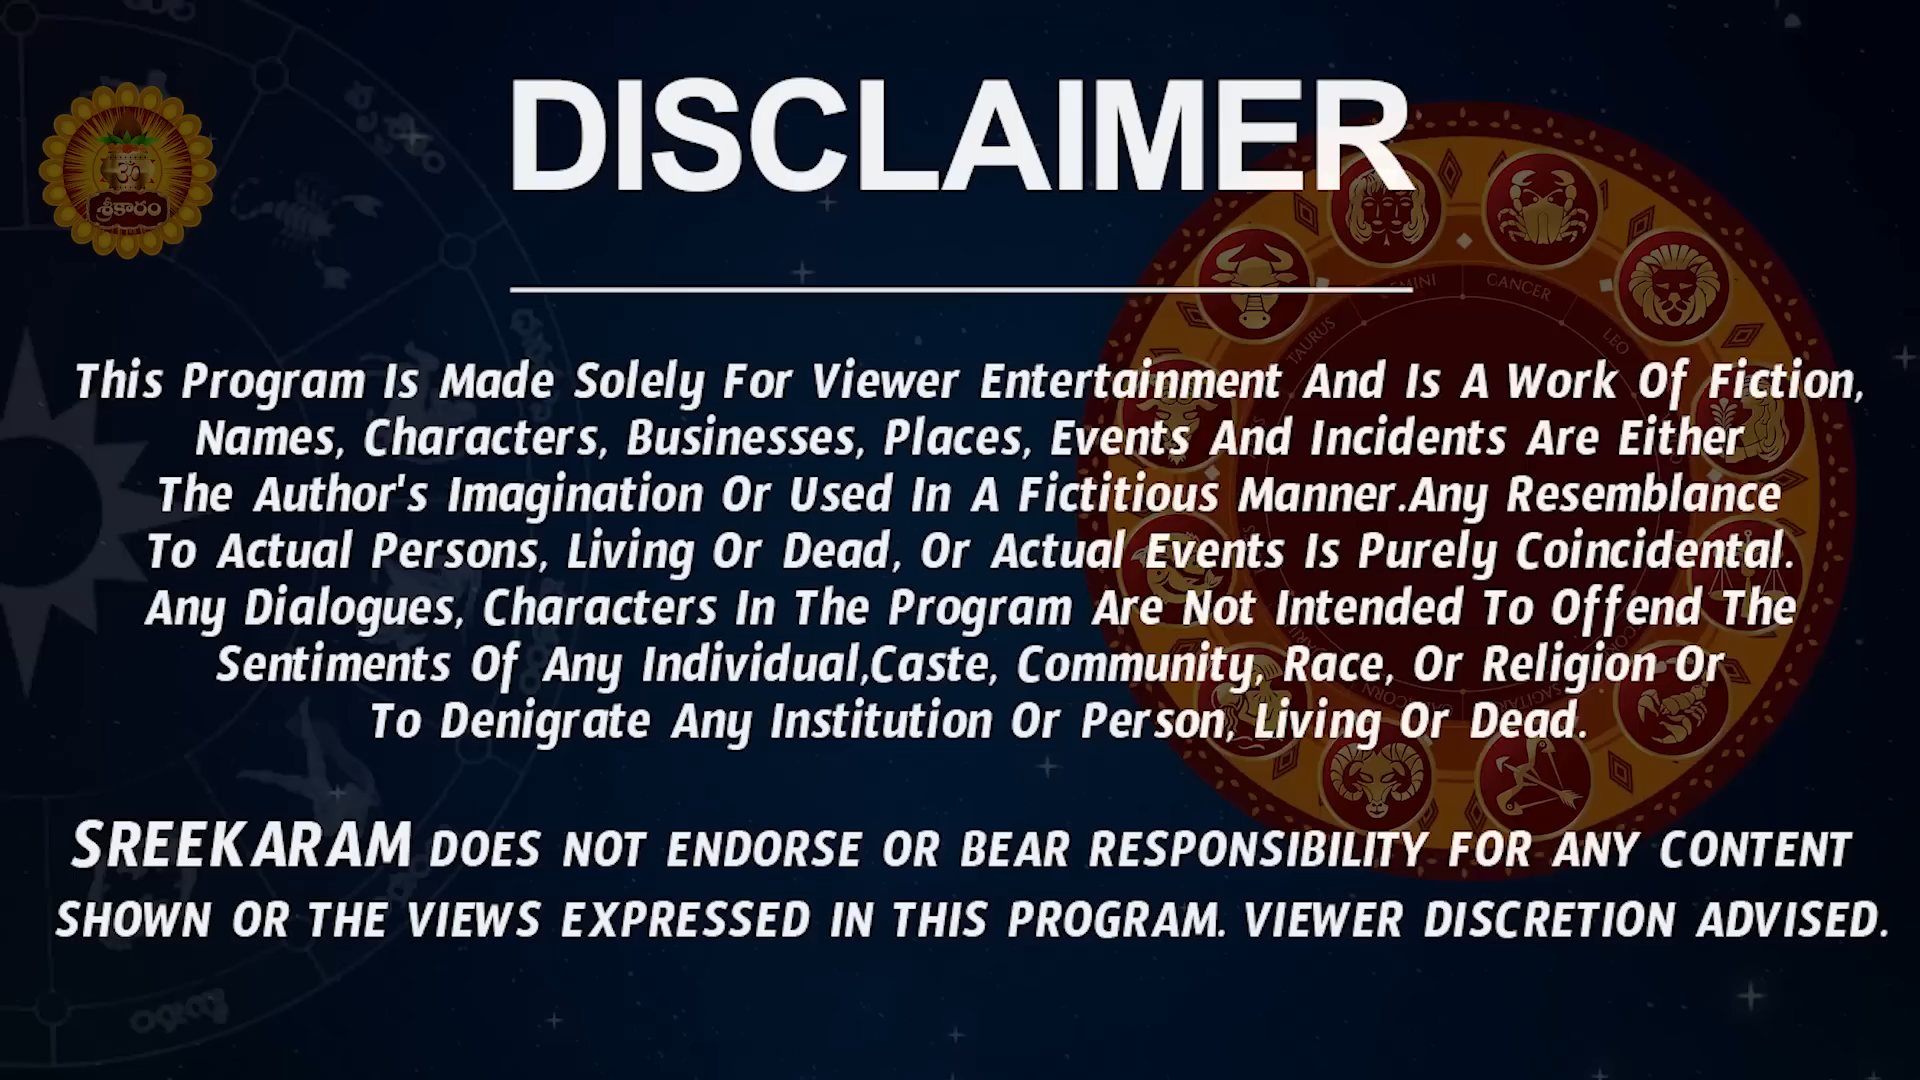 DISCLAIMER
ॐ
శ్రీకారం
MINI
CANCER
TAURUS
LEO
This Program Is Made Solely For Viewer Entertainment And Is A Work Of Fiction,
Names, Characters, Businesses, Places, Events And Incidents Are Either
The Author's Imagination Or Used In A Fictitious Manner.Any Resemblance
To Actual Persons, Living Or Dead, Or Actual Events Is Purely Coincidental.
Any Dialogues, Characters In The Program Are Not Intended To Offend The
Sentiments Of Any Individual,Caste, Community, Race, Or Religion Or
To Denigrate Any Institution Or Person, Living Or Dead.
SREEKARAM DOES NOT ENDORSE OR BEAR RESPONSIBILITY FOR ANY CONTENT
SHOWN OR THE VIEWS EXPRESSED IN THIS PROGRAM. VIEWER DISCRETION ADVISED.